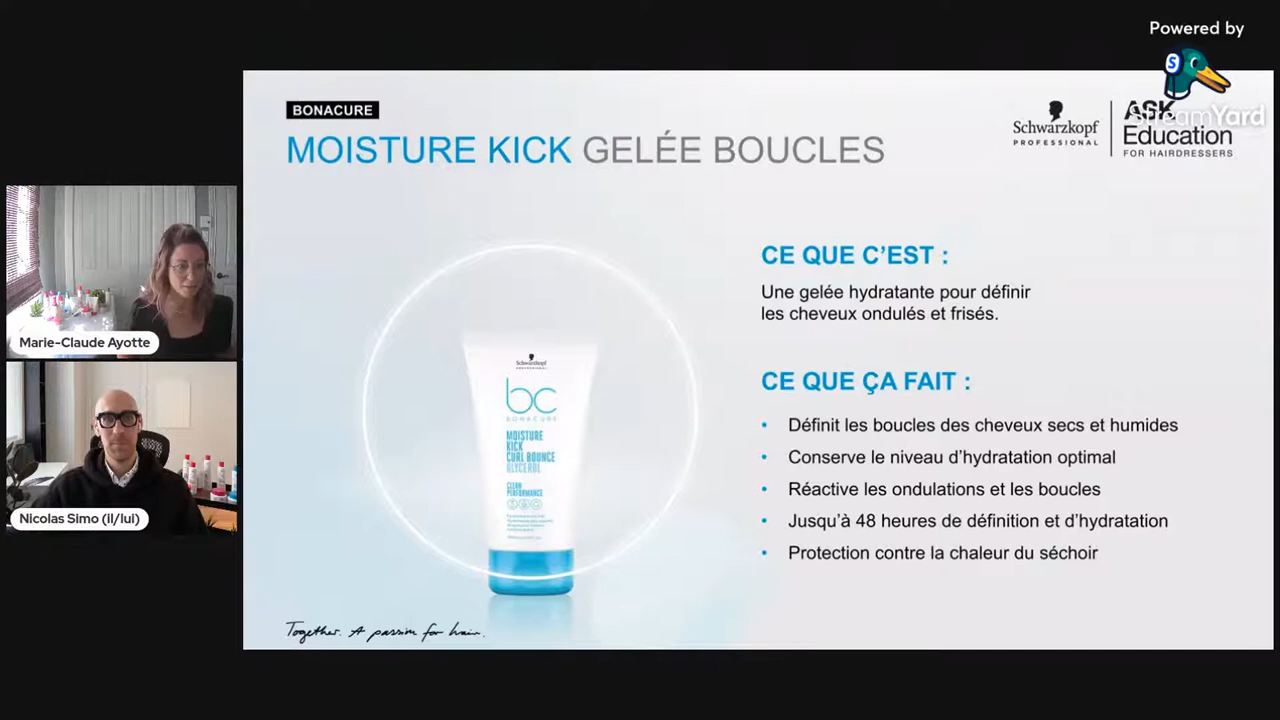 Powered by
StreamYard
BONACURE
MOISTURE KICK GELÉE BOUCLES
Schwarzkopf
PROFESSIONAL
ASK
Education
FOR HAIRDRESSERS
Marie-Claude Ayotte
Nicolas Simo (il/lui)
CE QUE C’EST :
Une gelée hydratante pour définir
les cheveux ondulés et frisés.
CE QUE ÇA FAIT :
• Définit les boucles des cheveux secs et humides
• Conserve le niveau d’hydratation optimal
• Réactive les ondulations et les boucles
• Jusqu’à 48 heures de définition et d’hydratation
• Protection contre la chaleur du séchoir
Schwarzkopf
PROFESSIONAL
bc
BONACURE
MOISTURE
KICK
CURL BOUNCE
GLYCEROL
CLEAN
PERFORMANCE
Together. A passion for hair.